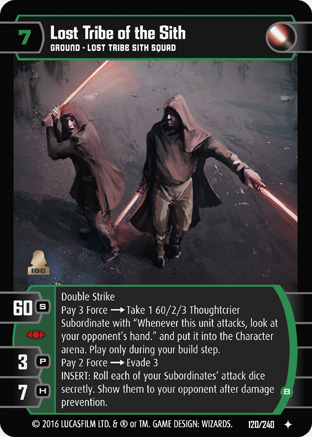 7
Lost Tribe of the Sith
GROUND - LOST TRIBE SITH SQUAD
IDC
60 S
3 P
7 H
Double Strike
Pay 3 Force → Take 1 60/2/3 Thoughtcrier
Subordinate with “Whenever this unit attacks, look at
your opponent's hand.” and put it into the Character
arena. Play only during your build step.
Pay 2 Force → Evade 3
INSERT: Roll each of your Subordinates' attack dice
secretly. Show them to your opponent after damage
prevention.
B
© 2016 LUCASFILM LTD. & ® or TM. GAME DESIGN: WIZARDS.
120/240